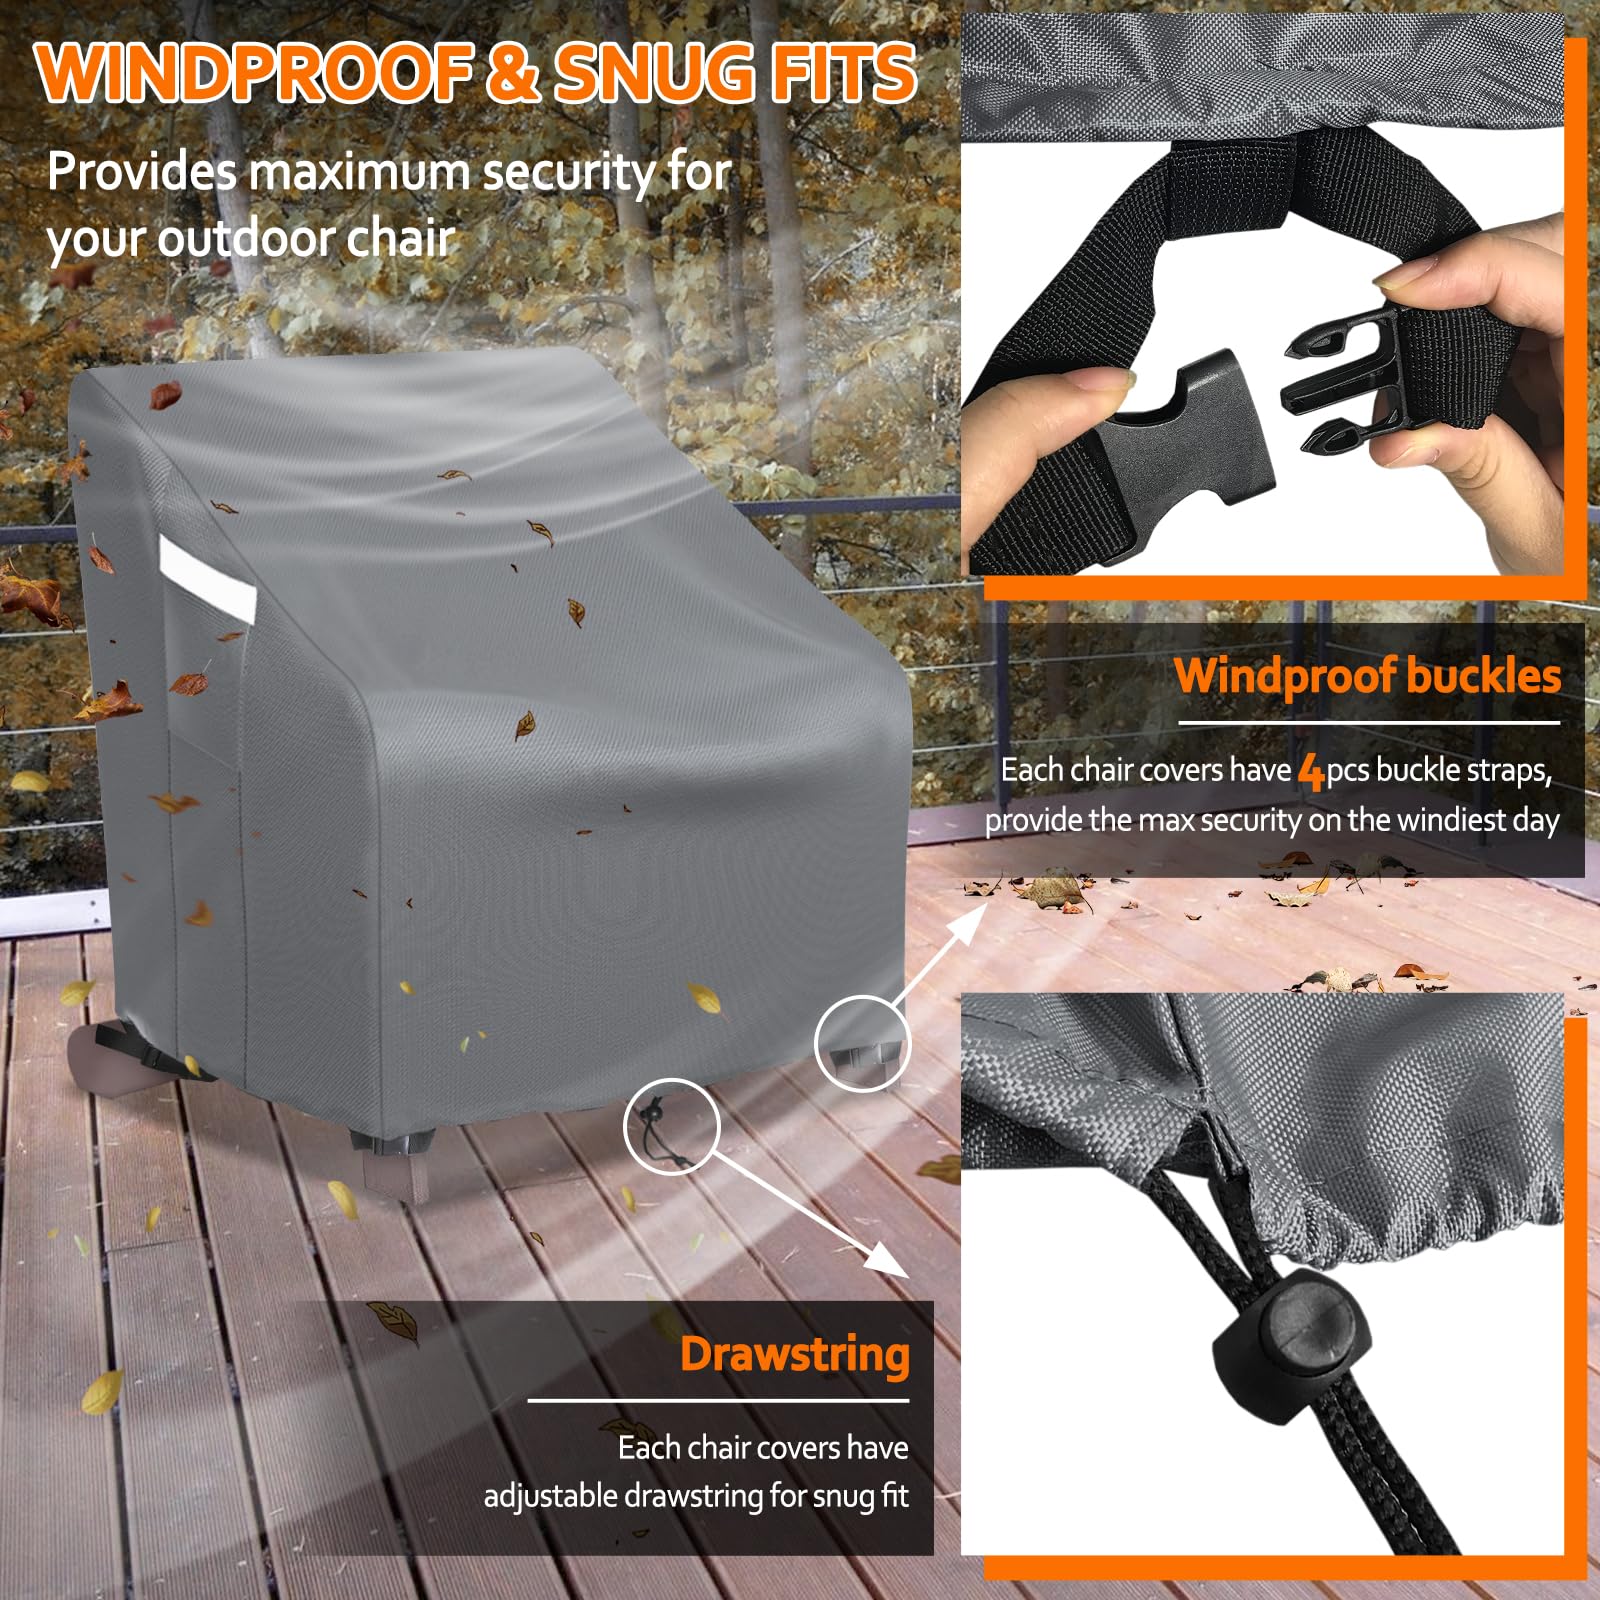 WINDPROOF & SNUG FITS
Provides maximum security for
your outdoor chair
Windproof buckles
Each chair covers have 4pcs buckle straps,
provide the max security on the windiest day
Drawstring
Each chair covers have
adjustable drawstring for snug fit